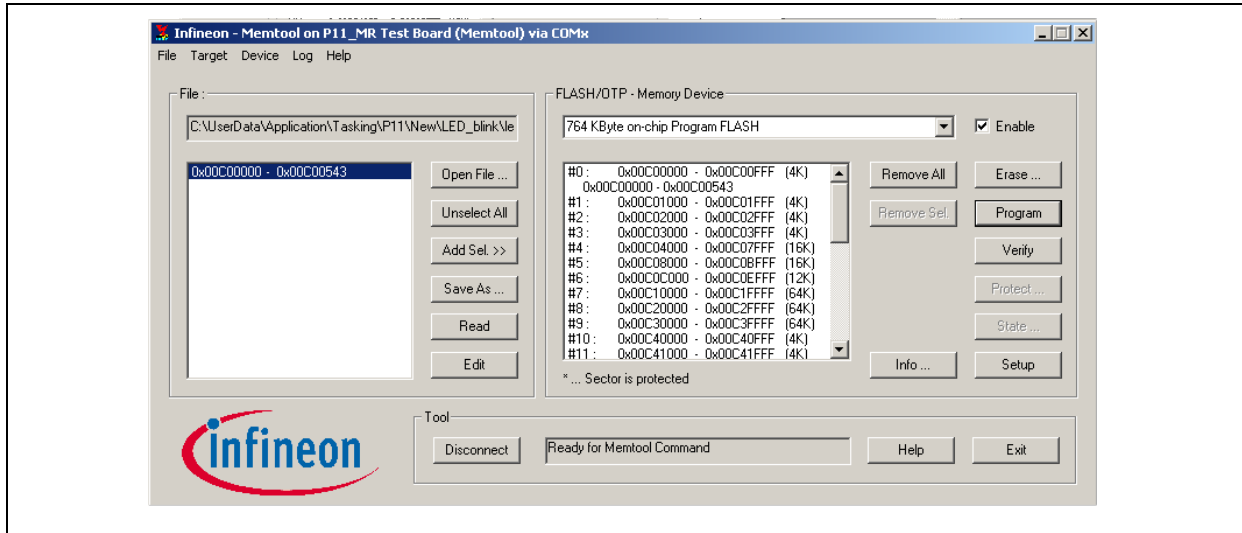 Infineon - Memtool on P11_MR Test Board (Memtool) via COMx
File Target Device Log Help
File :
C:\UserData\Application\Tasking\P11\New\LED_blink\le
0x00C00000 - 0x00C00543
Open File ...
Unselect All
Add Sel. >>
Save As ...
Read
Edit
FLASH/OTP - Memory Device
764 KByte on-chip Program FLASH
Enable
#0 : 0x00C00000 - 0x00C00FFF (4K)
0x00C00000 - 0x00C00543
#1 : 0x00C01000 - 0x00C01FFF (4K)
#2 : 0x00C02000 - 0x00C02FFF (4K)
#3 : 0x00C03000 - 0x00C03FFF (4K)
#4 : 0x00C04000 - 0x00C07FFF (16K)
#5 : 0x00C08000 - 0x00C0BFFF (16K)
#6 : 0x00C0C000 - 0x00C0EFFF (12K)
#7 : 0x00C10000 - 0x00C1FFFF (64K)
#8 : 0x00C20000 - 0x00C2FFFF (64K)
#9 : 0x00C30000 - 0x00C3FFFF (64K)
#10 : 0x00C40000 - 0x00C40FFF (4K)
#11 : 0x00C41000 - 0x00C41FFF (4K)
* ... Sector is protected
Remove All
Remove Sel.
Info ...
Erase ...
Program
Verify
Protect ...
State ...
Setup
infineon
Tool
Disconnect
Ready for Memtool Command
Help
Exit